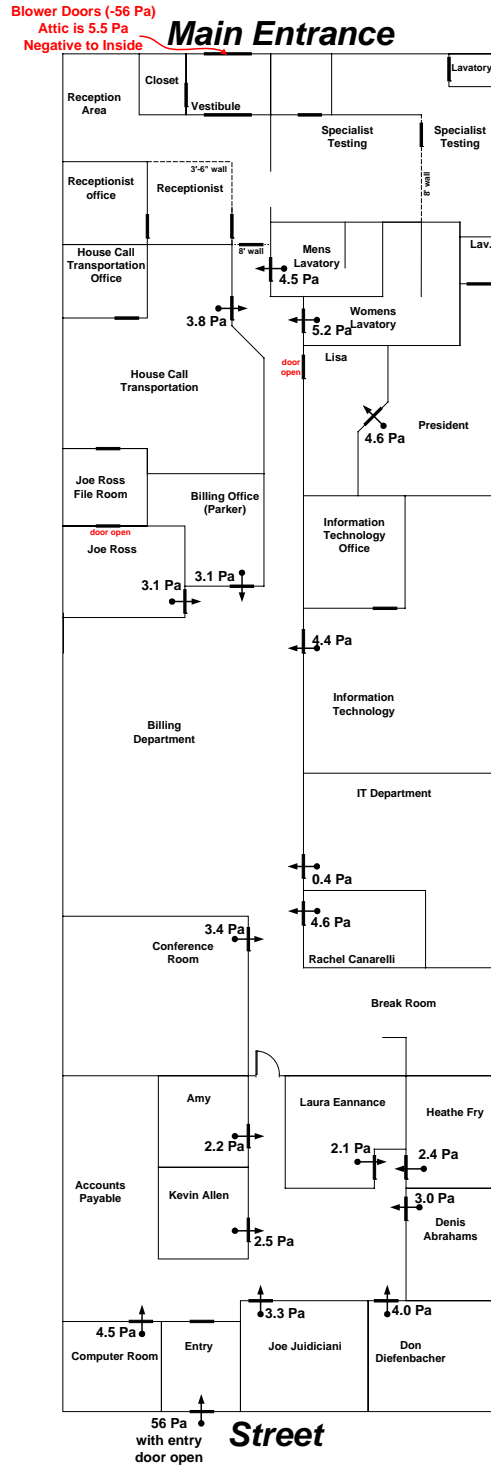 Blower Doors (-56 Pa)
Attic is 5.5 Pa
Negative to Inside
Main Entrance
Closet
Lavatory
Reception
Area
Vestibule
Specialist
Testing
Specialist
Testing
3'-6" wall
8' wall
Receptionist
office
Receptionist
8' wall
House Call
Transportation
Office
Mens
Lavatory
Lav.
4.5 Pa
3.8 Pa
5.2 Pa
Womens
Lavatory
door
open
Lisa
House Call
Transportation
4.6 Pa
President
Joe Ross
File Room
Billing Office
(Parker)
Information
Technology
Office
door open
Joe Ross
3.1 Pa
3.1 Pa
4.4 Pa
Information
Technology
Billing
Department
IT Department
0.4 Pa
4.6 Pa
3.4 Pa
Conference
Room
Rachel Canarelli
Break Room
Amy
Laura Eannance
Heathe Fry
2.2 Pa
2.1 Pa
2.4 Pa
Accounts
Payable
Kevin Allen
3.0 Pa
Denis
Abrahams
2.5 Pa
3.3 Pa
4.0 Pa
4.5 Pa
Computer Room
Entry
Joe Juidiciani
Don
Diefenbacher
56 Pa
with entry
door open
Street